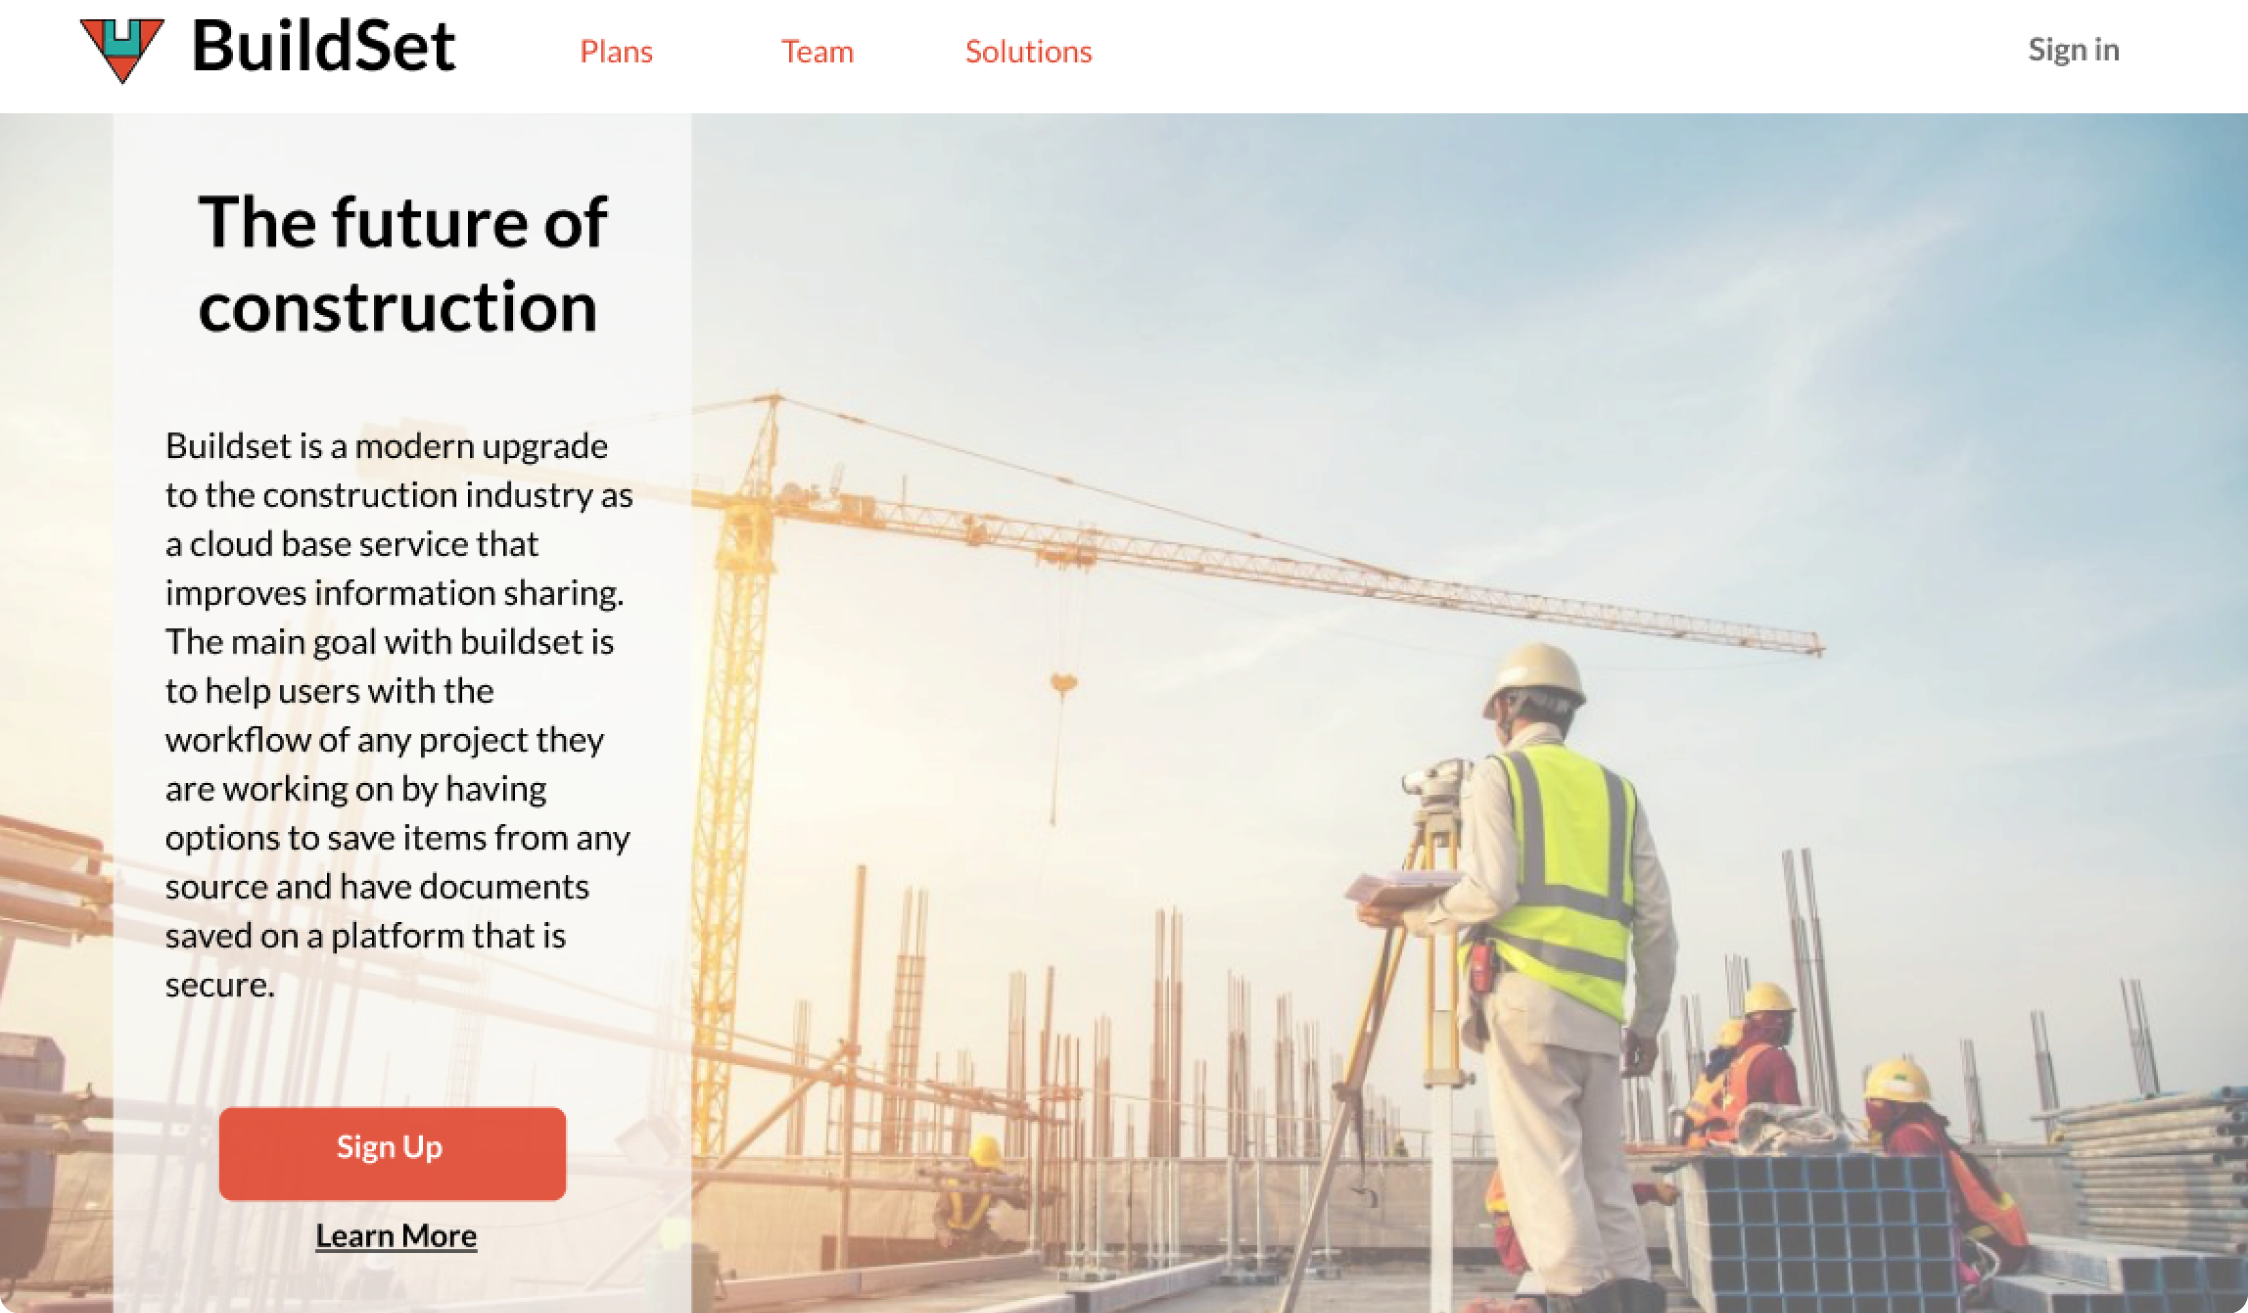 BuildSet
Plans
Team
Solutions
Sign in
The future of
construction
Buildset is a modern upgrade
to the construction industry as
a cloud base service that
improves information sharing.
The main goal with buildset is
to help users with the
workflow of any project they
are working on by having
options to save items from any
source and have documents
saved on a platform that is
secure.
Sign Up
Learn More